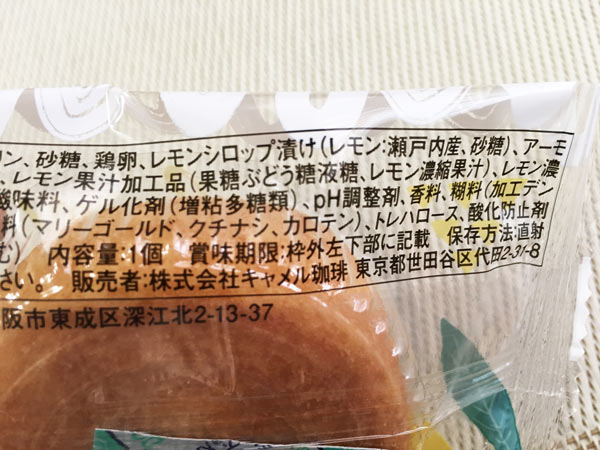 リン、砂糖、鶏卵、レモンシロップ漬け(レモン:瀬戸内産、砂糖)、アーモ
、レモン果汁加工品(果糖ぶどう糖液糖、レモン濃縮果汁)、レモン濃
酸味料、ゲル化剤(増粘多糖類)、pH調整剤、香料、糊料(加工デン
料(マリーゴールド、クチナシ、カロテン)、トレハロース、酸化防止剤
む) 内容量:1個 賞味期限:枠外左下部に記載 保存方法:直射
さい。 販売者:株式会社キャメル珈琲 東京都世田谷区代田2-31-8
阪市東成区深江北2-13-37